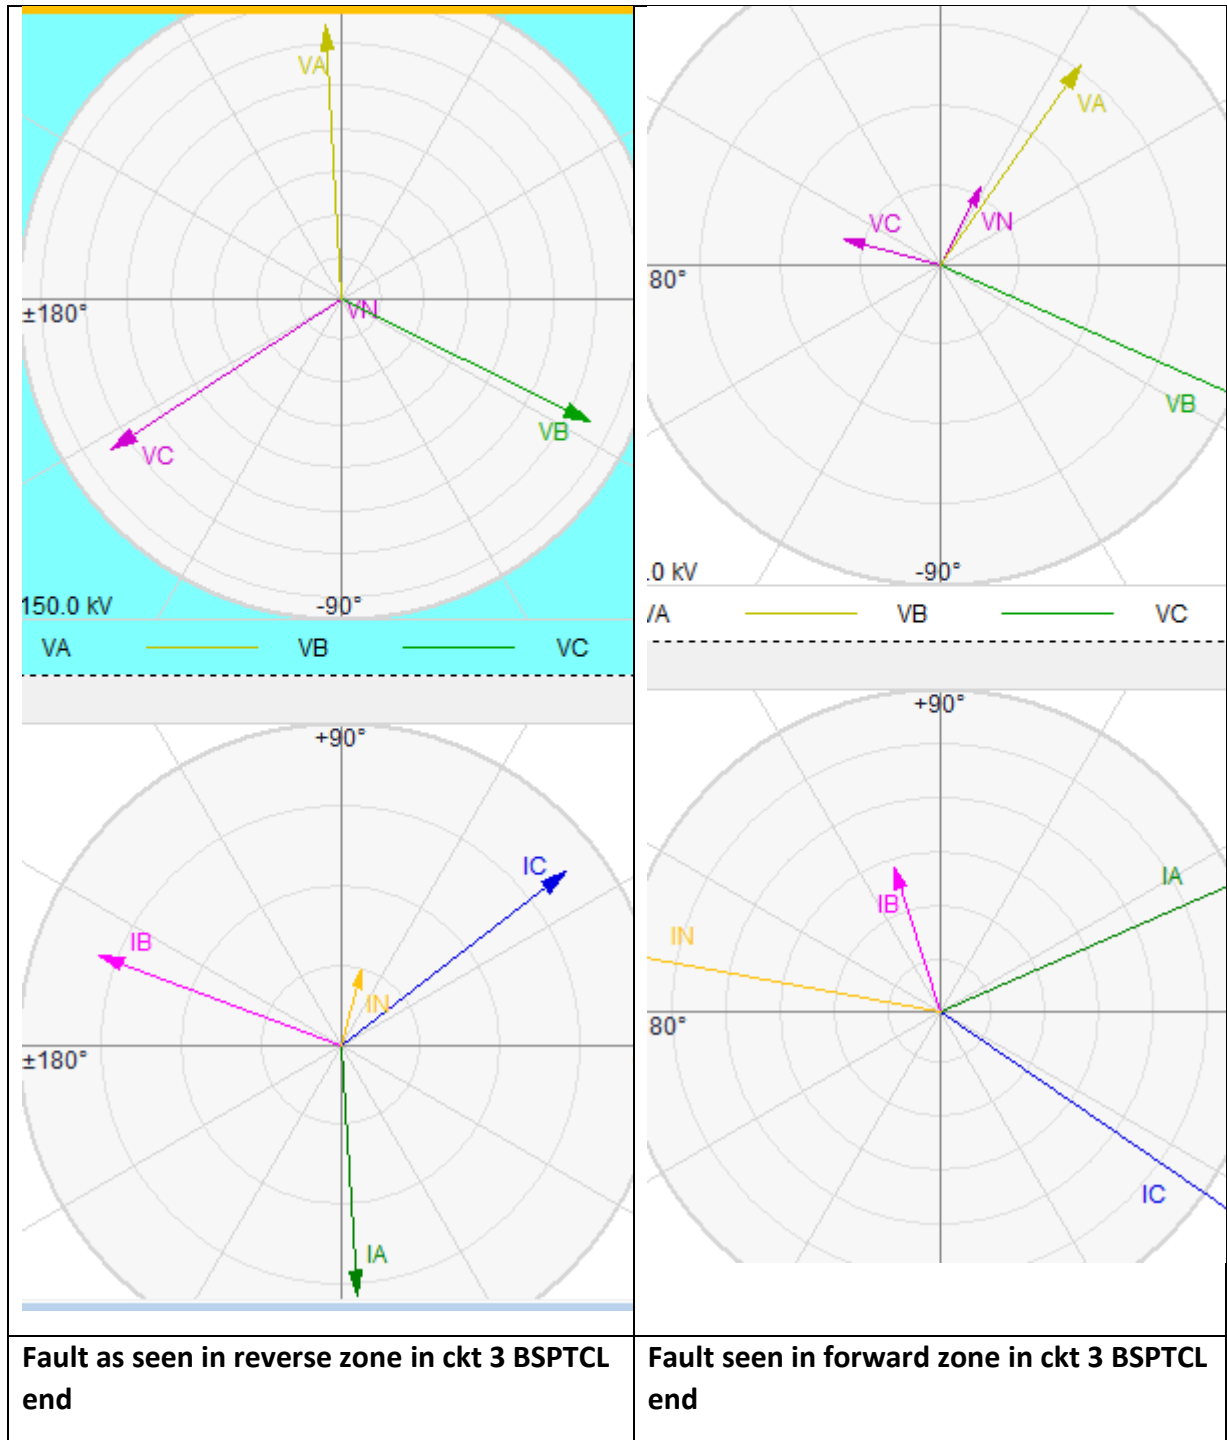 VA
VN
VC
VB
±180°
-90°
150.0 kV
VA VB VC
+90°
IC
IB
IN
±180°
IA
Fault as seen in reverse zone in ckt 3 BSPTCL
end
VA
VC
VN
80°
VB
-90°
.0 kV
VA VB VC
+90°
IA
IB
IN
80°
IC
Fault seen in forward zone in ckt 3 BSPTCL
end